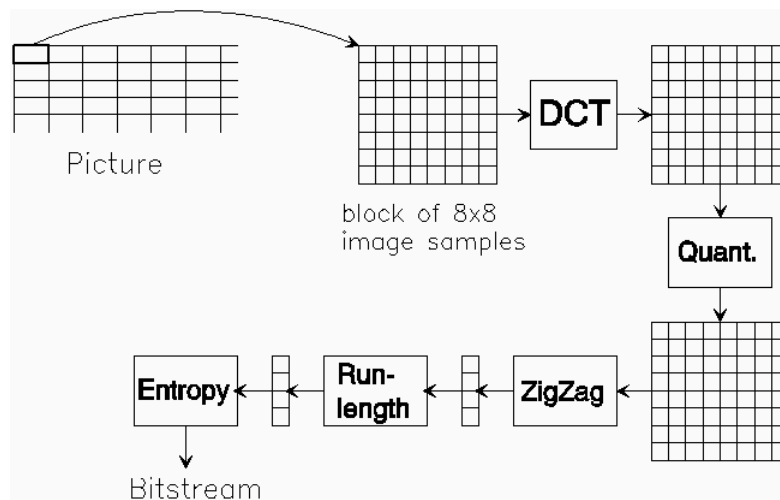 Picture
block of 8x8
image samples
DCT
Quant.
ZigZag
Run-
length
Entropy
Bitstream